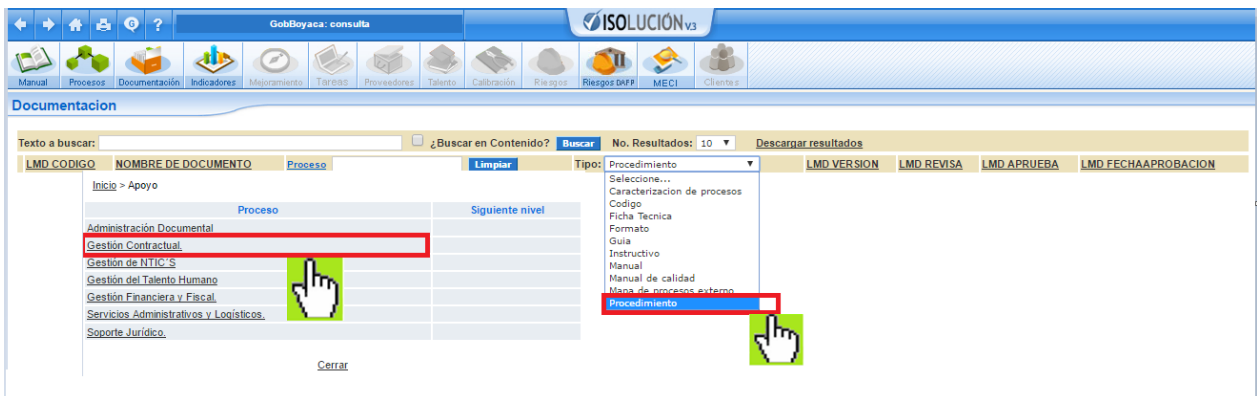 GobBoyaca: consulta
ISOLUCIÓN V.3
Manual Procesos Documentación Indicadores Mejoramiento Tareas Proveedores Talento Calibración Riesgos Riesgos DAFP MECI Clientes
Documentacion
Texto a buscar: ¿Buscar en Contenido? Buscar No. Resultados: 10 Descargar resultados
LMD CODIGO NOMBRE DE DOCUMENTO Proceso Limpiar Tipo: Procedimiento LMD VERSION LMD REVISA LMD APRUEBA LMD FECHAAPROBACION
Inicio > Apoyo
Proceso Siguiente nivel
Administración Documental
Gestión Contractual.
Gestión de NTIC´S
Gestión del Talento Humano
Gestión Financiera y Fiscal.
Servicios Administrativos y Logísticos.
Soporte Jurídico.
Cerrar
Seleccione...
Caracterizacion de procesos
Codigo
Ficha Tecnica
Formato
Guia
Instructivo
Manual
Manual de calidad
Mapa de procesos externo
Procedimiento